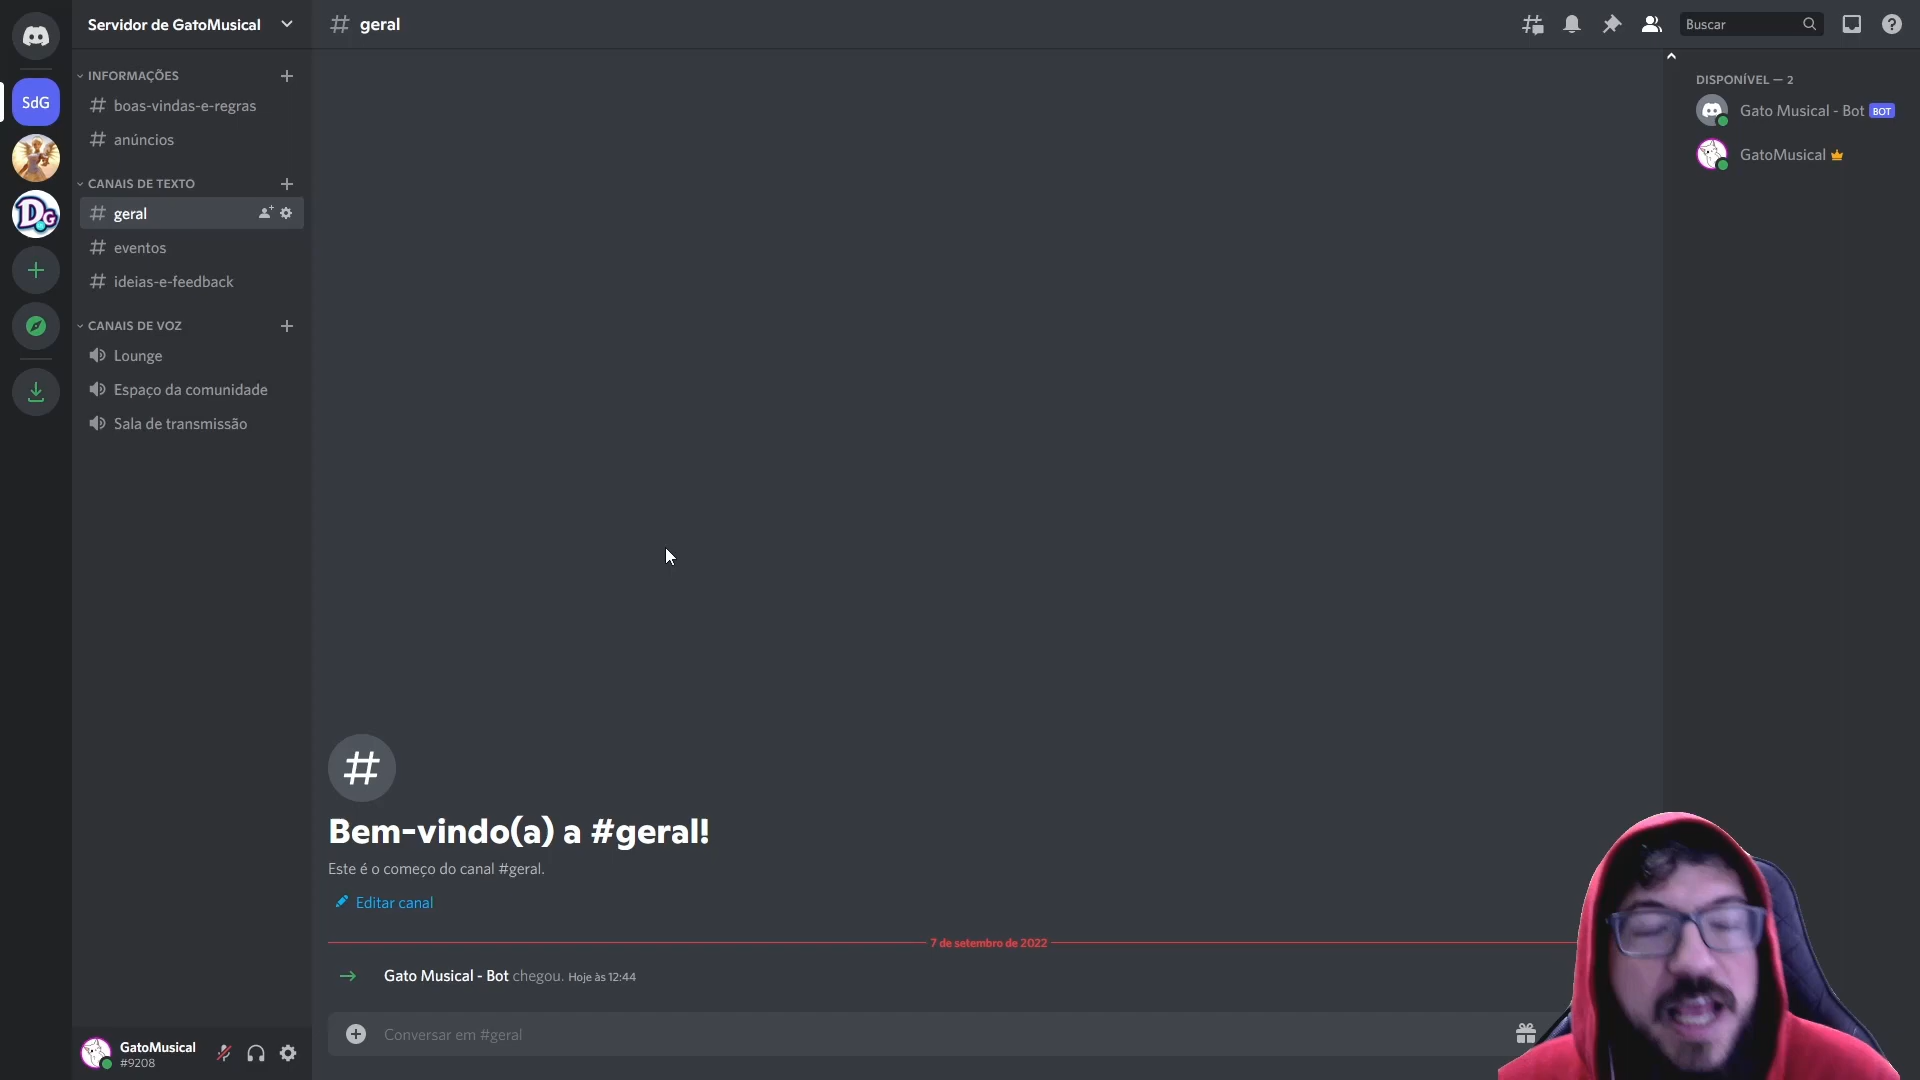 Servidor de GatoMusical
INFORMAÇÕES
boas-vindas-e-regras
anúncios
CANAIS DE TEXTO
geral
eventos
ideias-e-feedback
CANAIS DE VOZ
Lounge
Espaço da comunidade
Sala de transmissão
GatoMusical
#9208
SdG
DG
# geral
Buscar
Bem-vindo(a) a #geral!
Este é o começo do canal #geral.
Editar canal
7 de setembro de 2022
Gato Musical - Bot chegou. Hoje às 12:44
Conversar em #geral
DISPONÍVEL — 2
Gato Musical - Bot BOT
GatoMusical